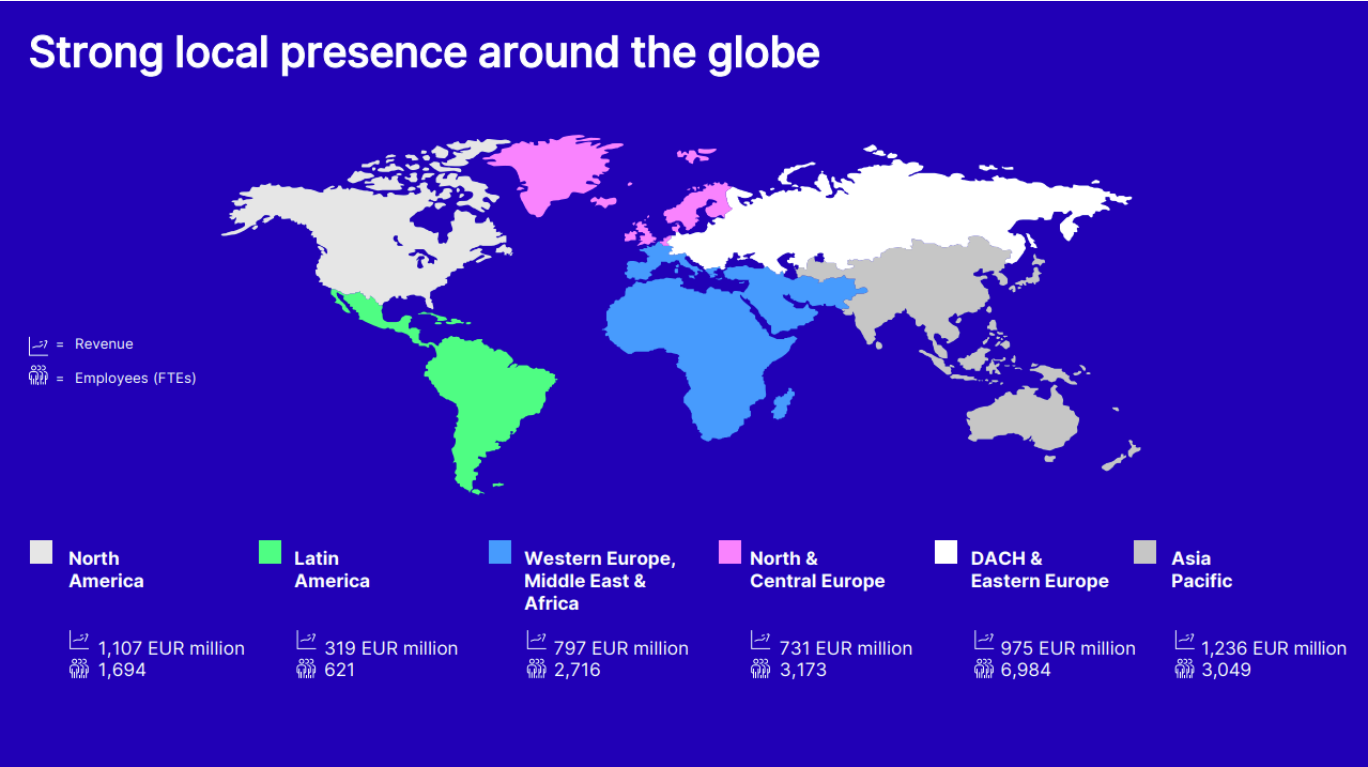 Strong local presence around the globe
= Revenue
= Employees (FTEs)
North
America
1,107 EUR million
1,694
Latin
America
319 EUR million
621
Western Europe,
Middle East &
Africa
797 EUR million
2,716
North &
Central Europe
731 EUR million
3,173
DACH &
Eastern Europe
975 EUR million
6,984
Asia
Pacific
1,236 EUR million
3,049